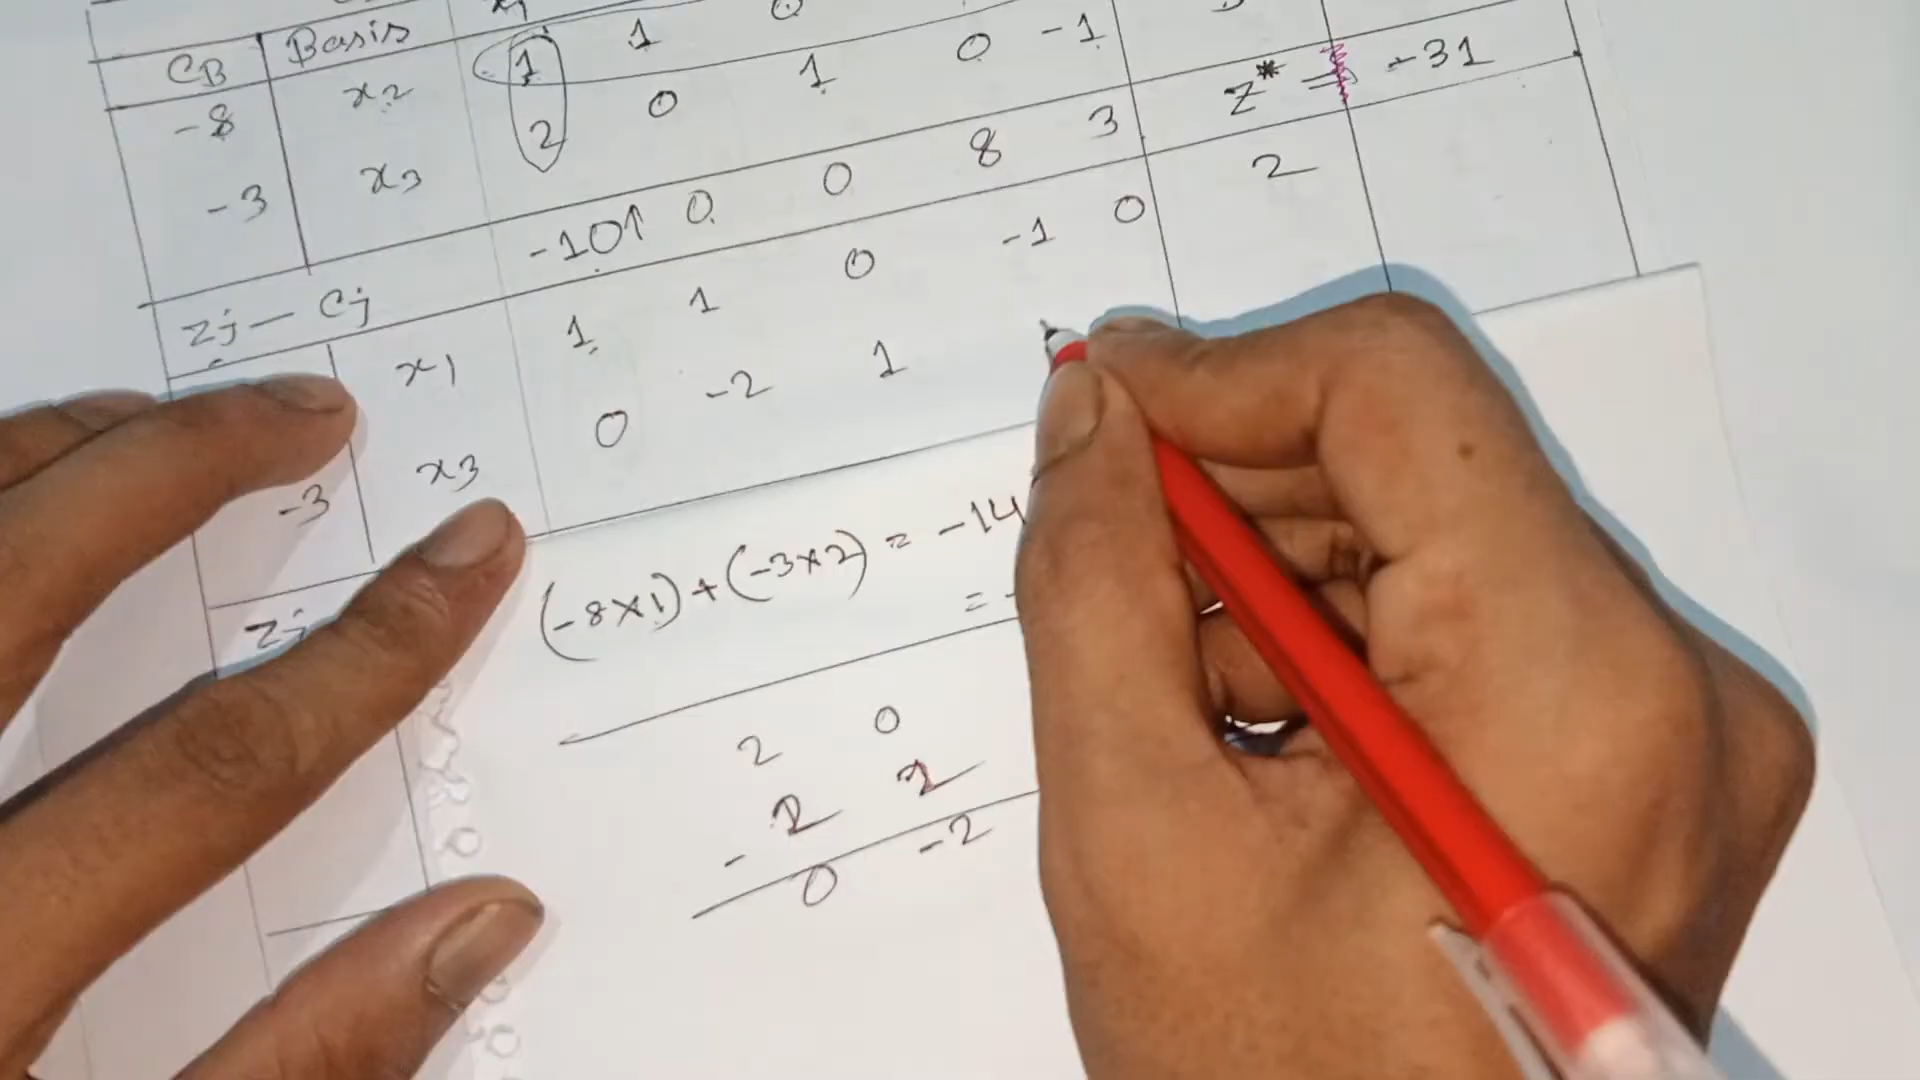 CB Basis x1
-8 x2 1 1 0
-3 x3 2 0 1 0 -1 Z* = -31
Zj - Cj -10↑ 0 0 8 3
x1 1 1 0 -1 0 2
-3 x3 0 -2 1
Zj
(-8×1)+(-3×2) = -14
= -
2 0
- 2 2
0 -2